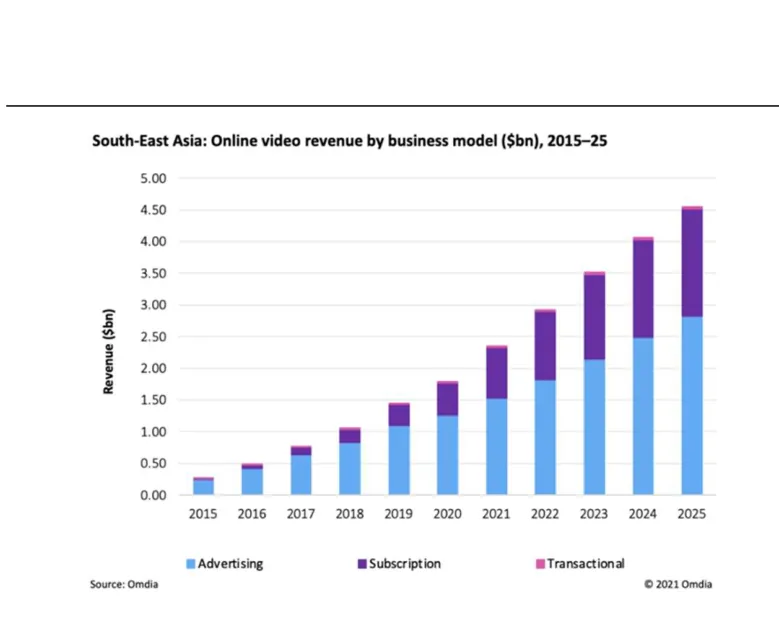 South-East Asia: Online video revenue by business model ($bn), 2015–25
5.00
4.50
4.00
3.50
3.00
2.50
2.00
1.50
1.00
0.50
0.00
Revenue ($bn)
2015 2016 2017 2018 2019 2020 2021 2022 2023 2024 2025
Advertising Subscription Transactional
Source: Omdia © 2021 Omdia